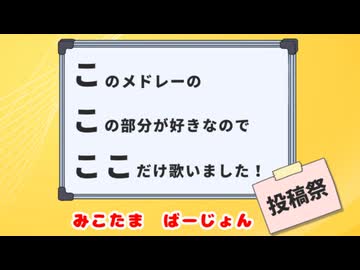 このメドレーの
この部分が好きなので
ここだけ歌いました！
投稿祭
みこたま　ばーじょん